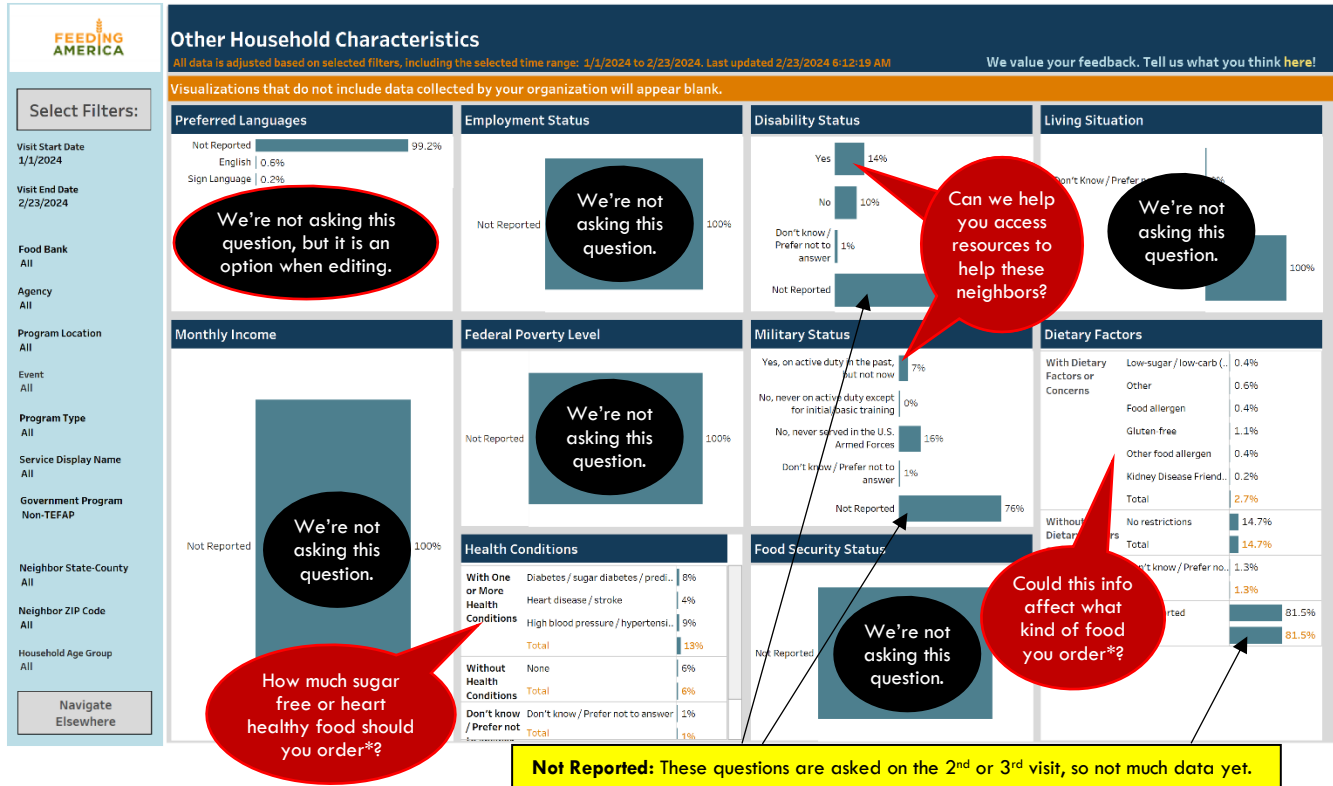 FEEDING
AMERICA
Other Household Characteristics
All data is adjusted based on selected filters, including the selected time range: 1/1/2024 to 2/23/2024. Last updated 2/23/2024 6:12:19 AM
We value your feedback. Tell us what you think here!
Visualizations that do not include data collected by your organization will appear blank.
Select Filters:
Visit Start Date
1/1/2024
Visit End Date
2/23/2024
Food Bank
All
Agency
All
Program Location
All
Event
All
Program Type
All
Service Display Name
All
Government Program
Non-TEFAP
Neighbor State-County
All
Neighbor ZIP Code
All
Household Age Group
All
Navigate
Elsewhere
Preferred Languages
Not Reported 99.2%
English 0.6%
Sign Language 0.2%
We're not asking this
question, but it is an
option when editing.
Employment Status
Not Reported 100%
We're not
asking this
question.
Disability Status
Yes 14%
No 10%
Don't know /
Prefer not to
answer 1%
Not Reported
Can we help
you access
resources to
help these
neighbors?
Living Situation
Don't Know / Prefer
We're not
asking this
question.
100%
Monthly Income
Not Reported 100%
We're not
asking this
question.
Federal Poverty Level
Not Reported 100%
We're not
asking this
question.
Military Status
Yes, on active duty in the past,
but not now 7%
No, never on active duty except
for initial/basic training 0%
No, never served in the U.S.
Armed Forces 16%
Don't know / Prefer not to
answer 1%
Not Reported 76%
Dietary Factors
With Dietary
Factors or
Concerns
Low-sugar / low-carb (.. 0.4%
Other 0.6%
Food allergen 0.4%
Gluten-free 1.1%
Other food allergen 0.4%
Kidney Disease Friend.. 0.2%
Total 2.7%
Without
No restrictions 14.7%
Total 14.7%
know / Prefer no.. 1.3%
1.3%
81.5%
81.5%
Could this info
affect what
kind of food
you order*?
Health Conditions
With One
or More
Health
Conditions
Diabetes / sugar diabetes / predi.. 8%
Heart disease / stroke 4%
High blood pressure / hypertensi.. 9%
Total 13%
Without
Health
Conditions
None 6%
Total 6%
Don't know
/ Prefer not
Don't know / Prefer not to answer 1%
Total 1%
How much sugar
free or heart
healthy food should
you order*?
Food Security Status
Not Reported
We're not
asking this
question.
Not Reported: These questions are asked on the 2nd or 3rd visit, so not much data yet.